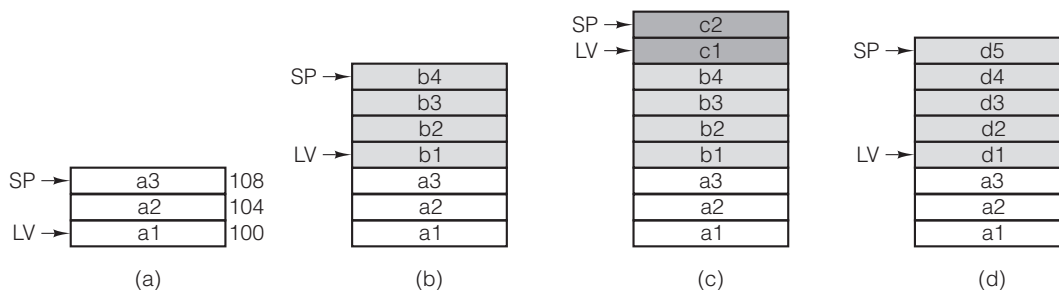 SP
a3
108
a2
104
LV
a1
100
(a)
SP
b4
b3
b2
LV
b1
a3
a2
a1
(b)
SP
c2
LV
c1
b4
b3
b2
b1
a3
a2
a1
(c)
SP
d5
d4
d3
d2
LV
d1
a3
a2
a1
(d)